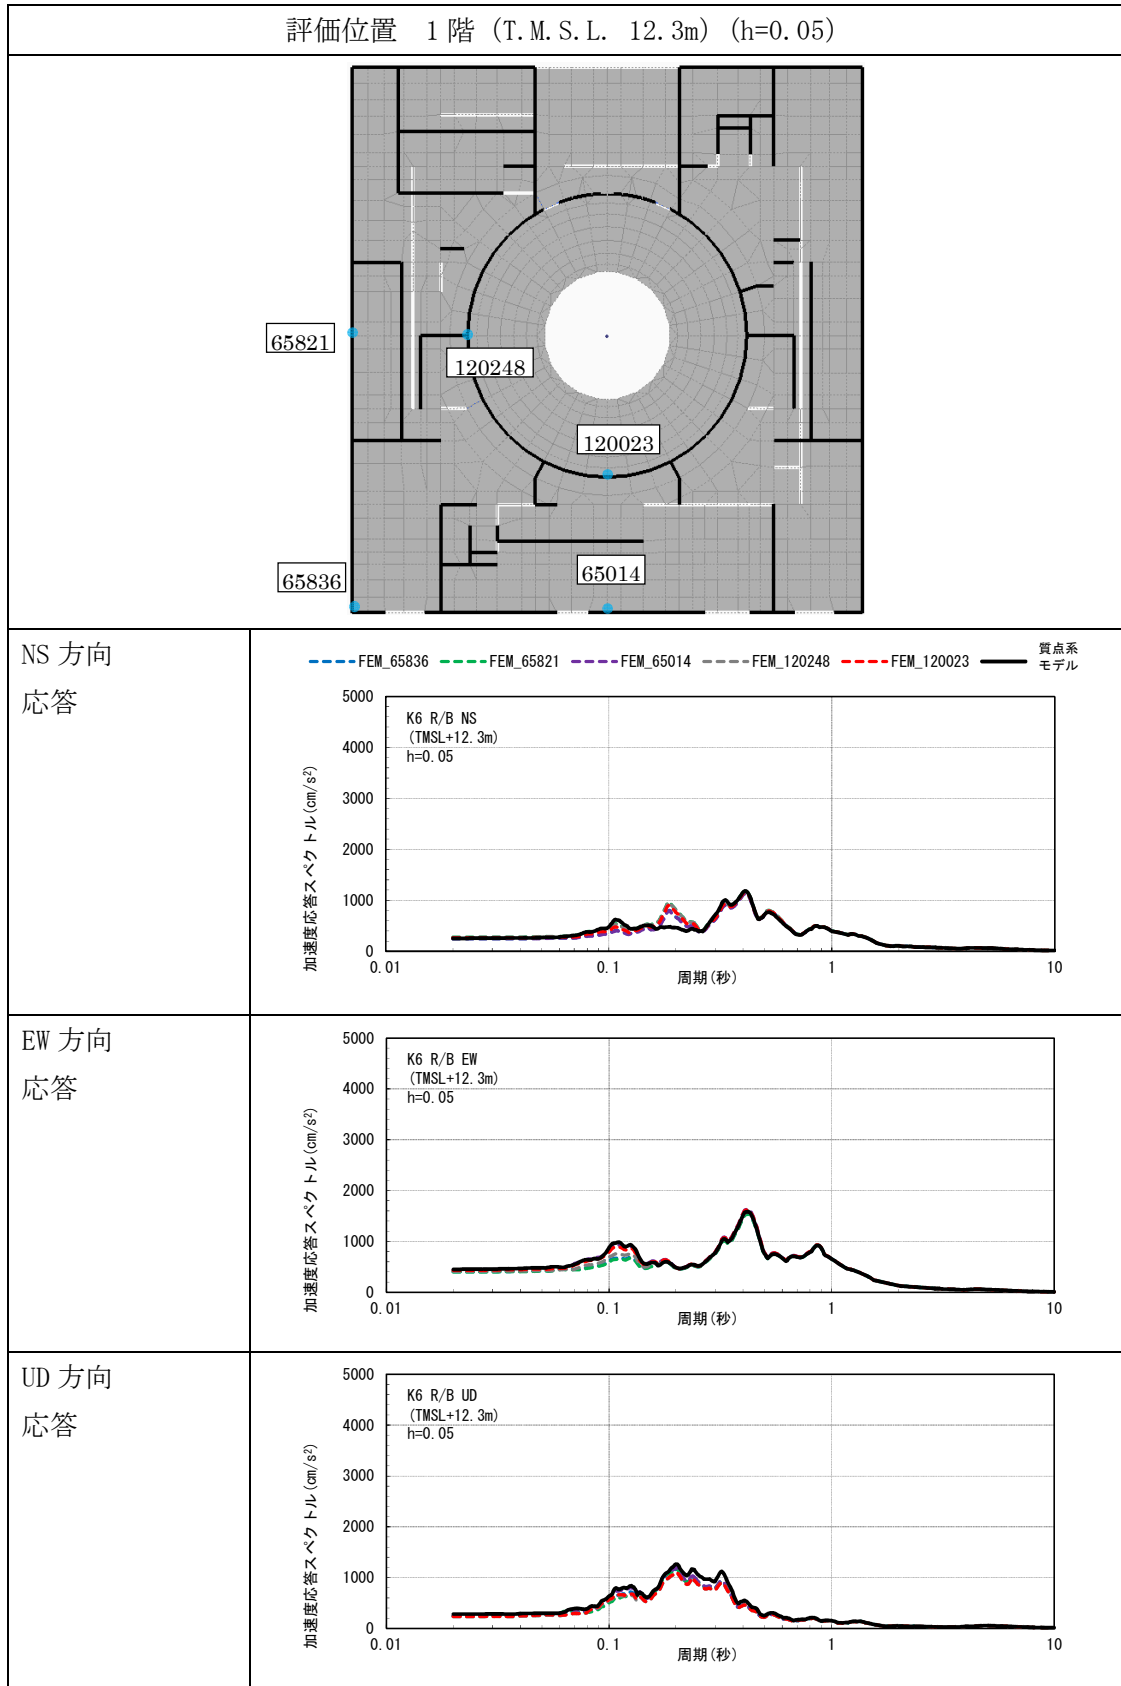 評価位置　1階 (T.M.S.L. 12.3m) (h=0.05)
65821
120248
120023
65836
65014
NS方向
応答
FEM_65836 FEM_65821 FEM_65014 FEM_120248 FEM_120023 質点系
モデル
5000
4000
3000
2000
1000
0
加速度応答スペクトル(cm/s²)
K6 R/B NS
(TMSL+12.3m)
h=0.05
0.01 0.1 1 10
周期(秒)
EW方向
応答
5000
4000
3000
2000
1000
0
加速度応答スペクトル(cm/s²)
K6 R/B EW
(TMSL+12.3m)
h=0.05
0.01 0.1 1 10
周期(秒)
UD方向
応答
5000
4000
3000
2000
1000
0
加速度応答スペクトル(cm/s²)
K6 R/B UD
(TMSL+12.3m)
h=0.05
0.01 0.1 1 10
周期(秒)